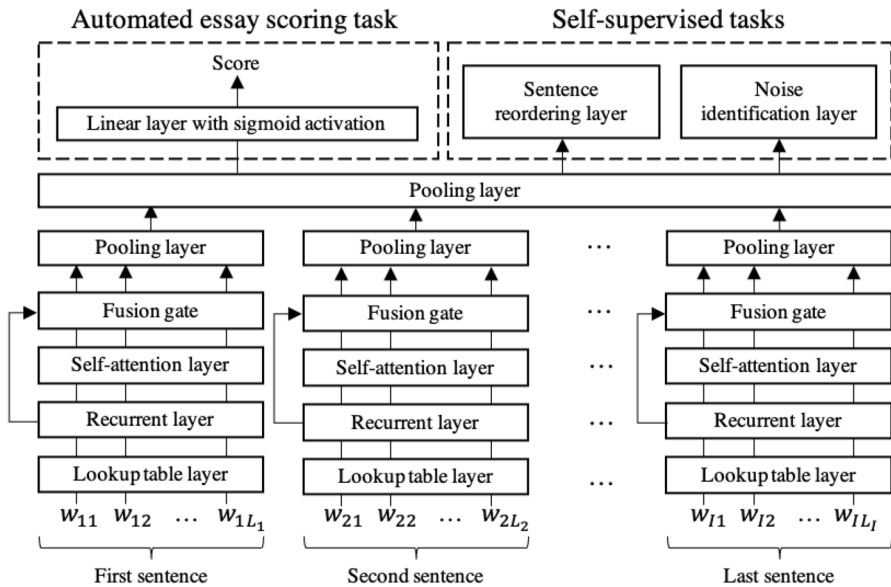 Automated essay scoring task Self-supervised tasks
Score
Linear layer with sigmoid activation
Sentence
reordering layer
Noise
identification layer
Pooling layer
Pooling layer Pooling layer ... Pooling layer
Fusion gate Fusion gate ... Fusion gate
Self-attention layer Self-attention layer ... Self-attention layer
Recurrent layer Recurrent layer ... Recurrent layer
Lookup table layer Lookup table layer ... Lookup table layer
w₁₁ w₁₂ ... w₁L₁ w₂₁ w₂₂ ... w₂L₂ w_I1 w_I2 ... w_IL_I
First sentence Second sentence Last sentence